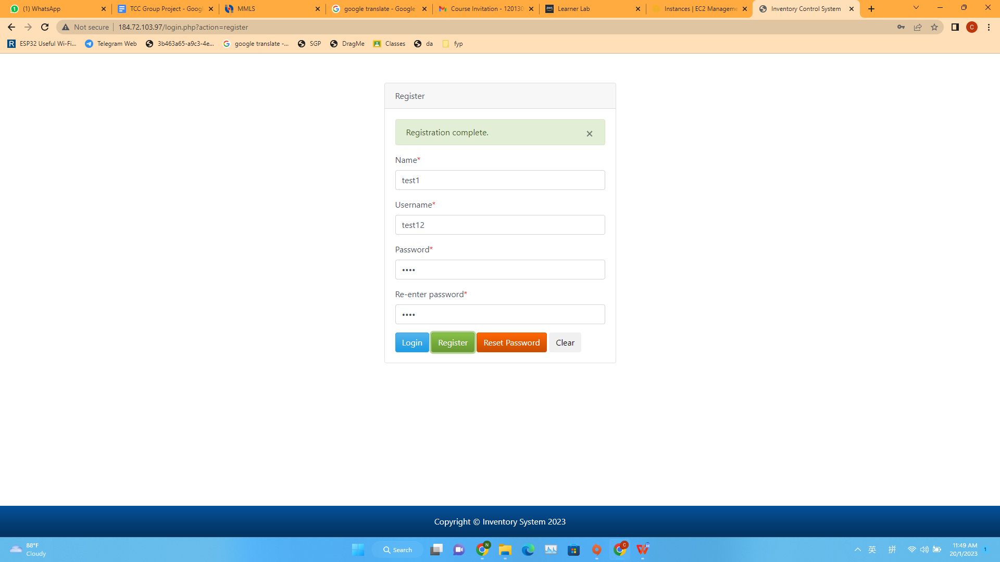 (1) WhatsApp
TCC Group Project - Googl
MMLS
google translate - Google
Course Invitation - 120130
Learner Lab
Instances | EC2 Manageme
Inventory Control System
Not secure
184.72.103.97/login.php?action=register
C
R
ESP32 Useful Wi-Fi...
Telegram Web
3b463a65-a9c3-4e...
google translate -...
SGP
DragMe
Classes
da
fyp
Register
Registration complete.
Name*
test1
Username*
test12
Password*
••••
Re-enter password*
••••
Login
Register
Reset Password
Clear
Copyright © Inventory System 2023
88°F
Cloudy
Search
N
C
英
拼
11:49 AM
20/1/2023
1